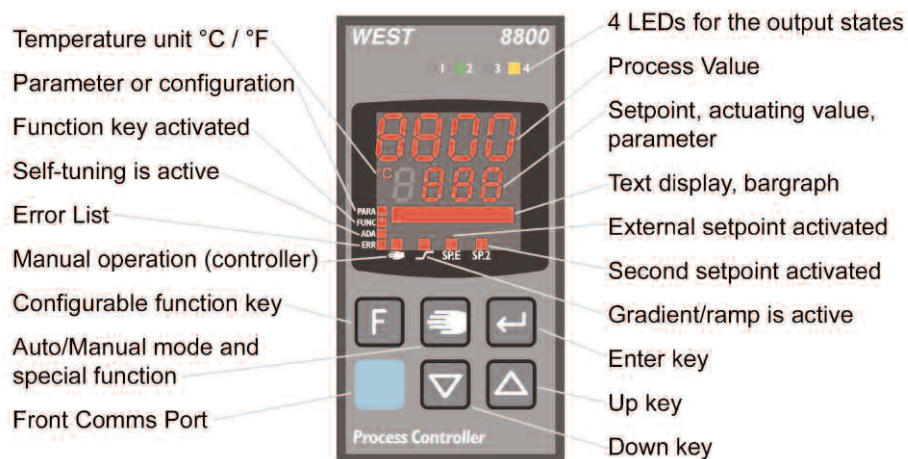 Temperature unit °C / °F
Parameter or configuration
Function key activated
Self-tuning is active
Error List
Manual operation (controller)
Configurable function key
Auto/Manual mode and
special function
Front Comms Port
WEST 8800
1 2 3 4
8800
°C 8 888
PARA
FUNC
ADA
ERR
SP.E SP.2
F
Process Controller
4 LEDs for the output states
Process Value
Setpoint, actuating value,
parameter
Text display, bargraph
External setpoint activated
Second setpoint activated
Gradient/ramp is active
Enter key
Up key
Down key